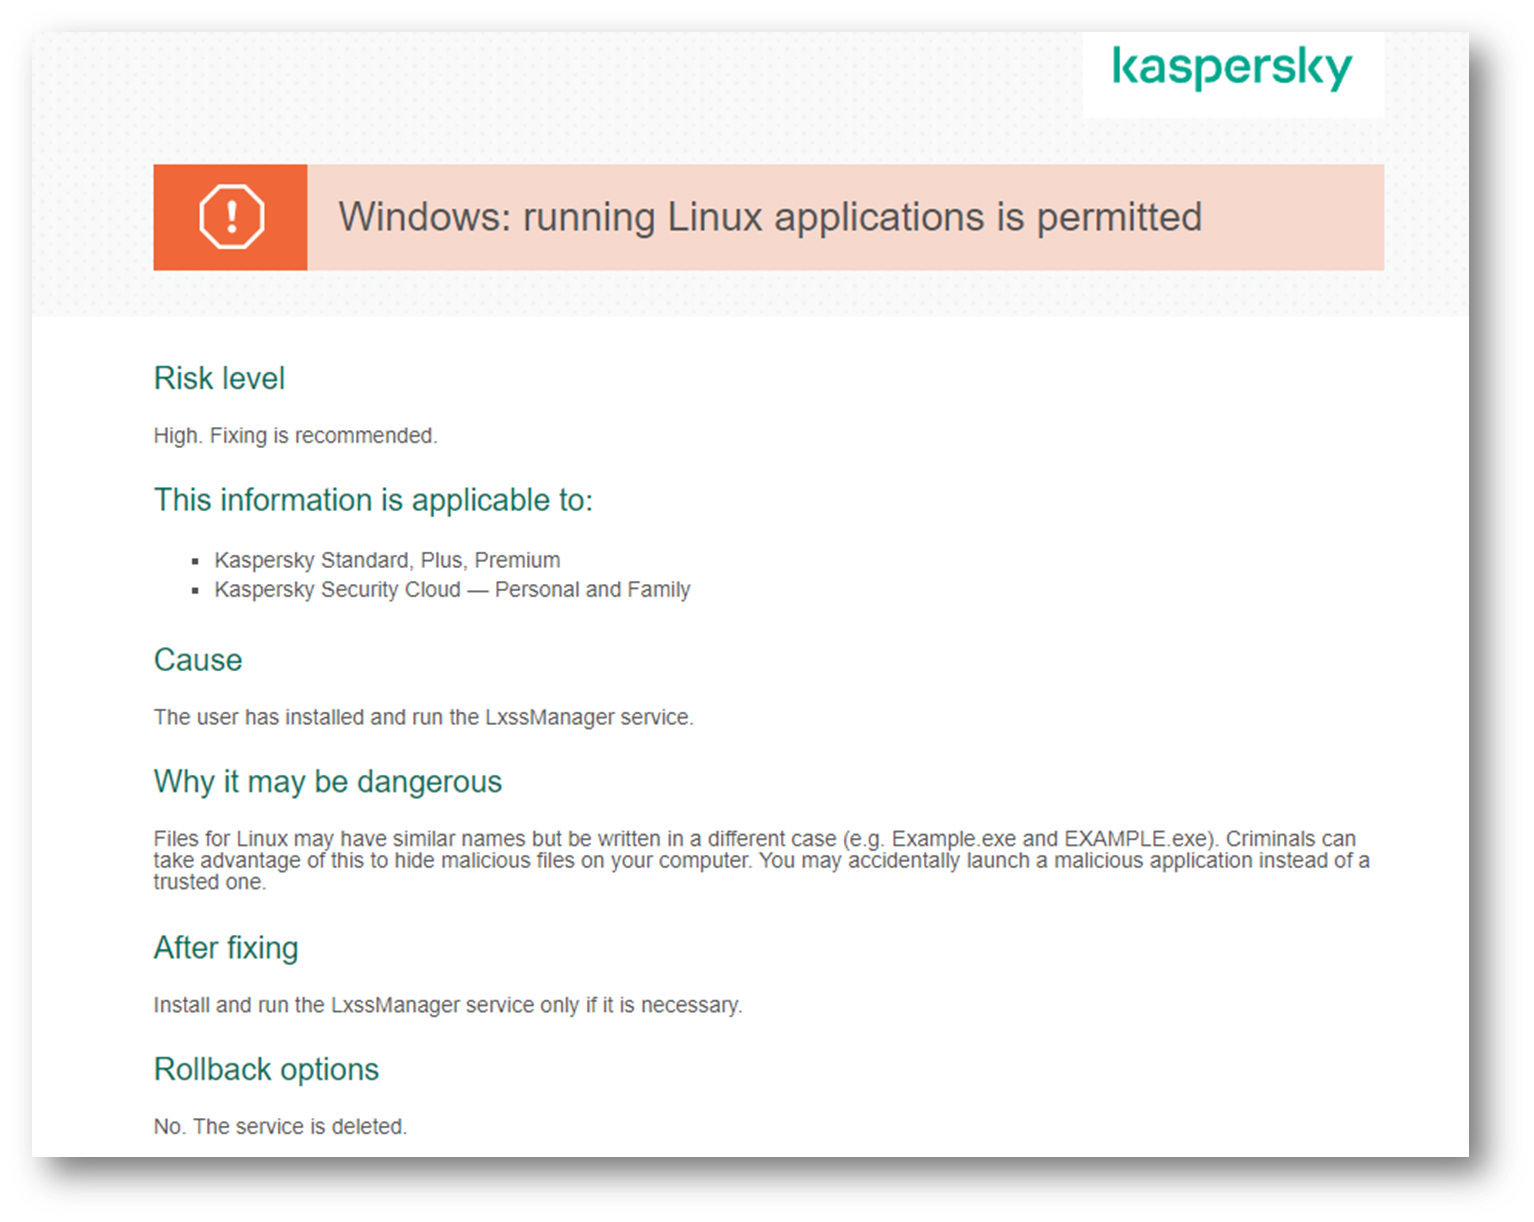 kaspersky
Windows: running Linux applications is permitted
Risk level
High. Fixing is recommended.
This information is applicable to:
▪ Kaspersky Standard, Plus, Premium
▪ Kaspersky Security Cloud — Personal and Family
Cause
The user has installed and run the LxssManager service.
Why it may be dangerous
Files for Linux may have similar names but be written in a different case (e.g. Example.exe and EXAMPLE.exe). Criminals can
take advantage of this to hide malicious files on your computer. You may accidentally launch a malicious application instead of a
trusted one.
After fixing
Install and run the LxssManager service only if it is necessary.
Rollback options
No. The service is deleted.